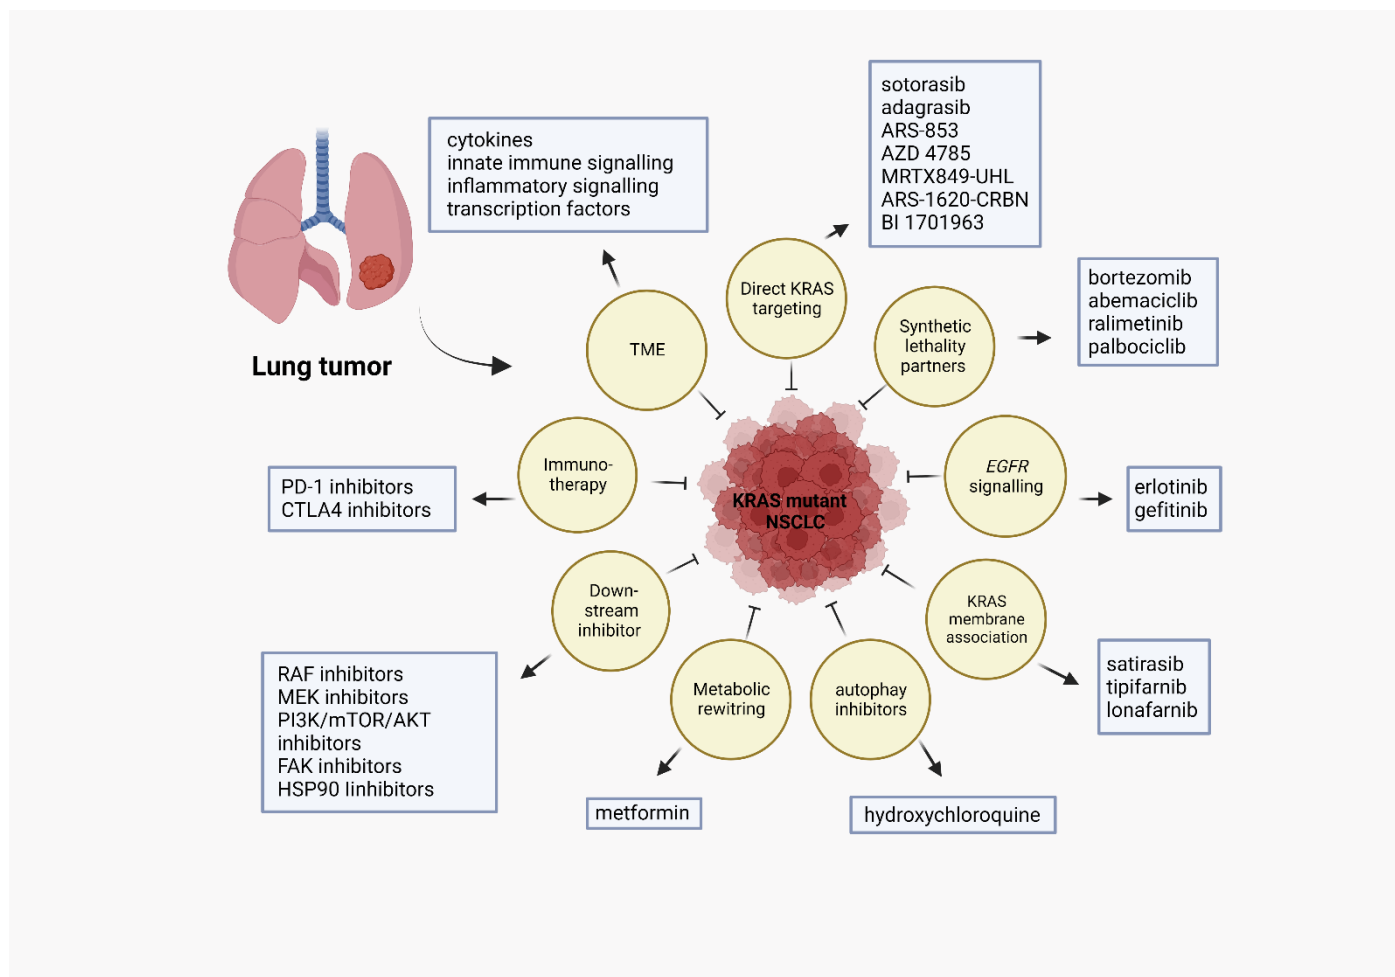 sotorasib
adagrasib
ARS-853
AZD 4785
MRTX849-UHL
ARS-1620-CRBN
BI 1701963
cytokines
innate immune signalling
inflammatory signalling
transcription factors
Direct KRAS
targeting
bortezomib
abemaciclib
ralimetinib
palbociclib
Synthetic
lethality
partners
TME
Lung tumor
Immuno-
therapy
PD-1 inhibitors
CTLA4 inhibitors
KRAS mutant
NSCLC
EGFR
signalling
erlotinib
gefitinib
Down-
stream
inhibitor
KRAS
membrane
association
RAF inhibitors
MEK inhibitors
PI3K/mTOR/AKT
inhibitors
FAK inhibitors
HSP90 Iinhibitors
Metabolic
rewitring
autophay
inhibitors
satirasib
tipifarnib
lonafarnib
metformin
hydroxychloroquine